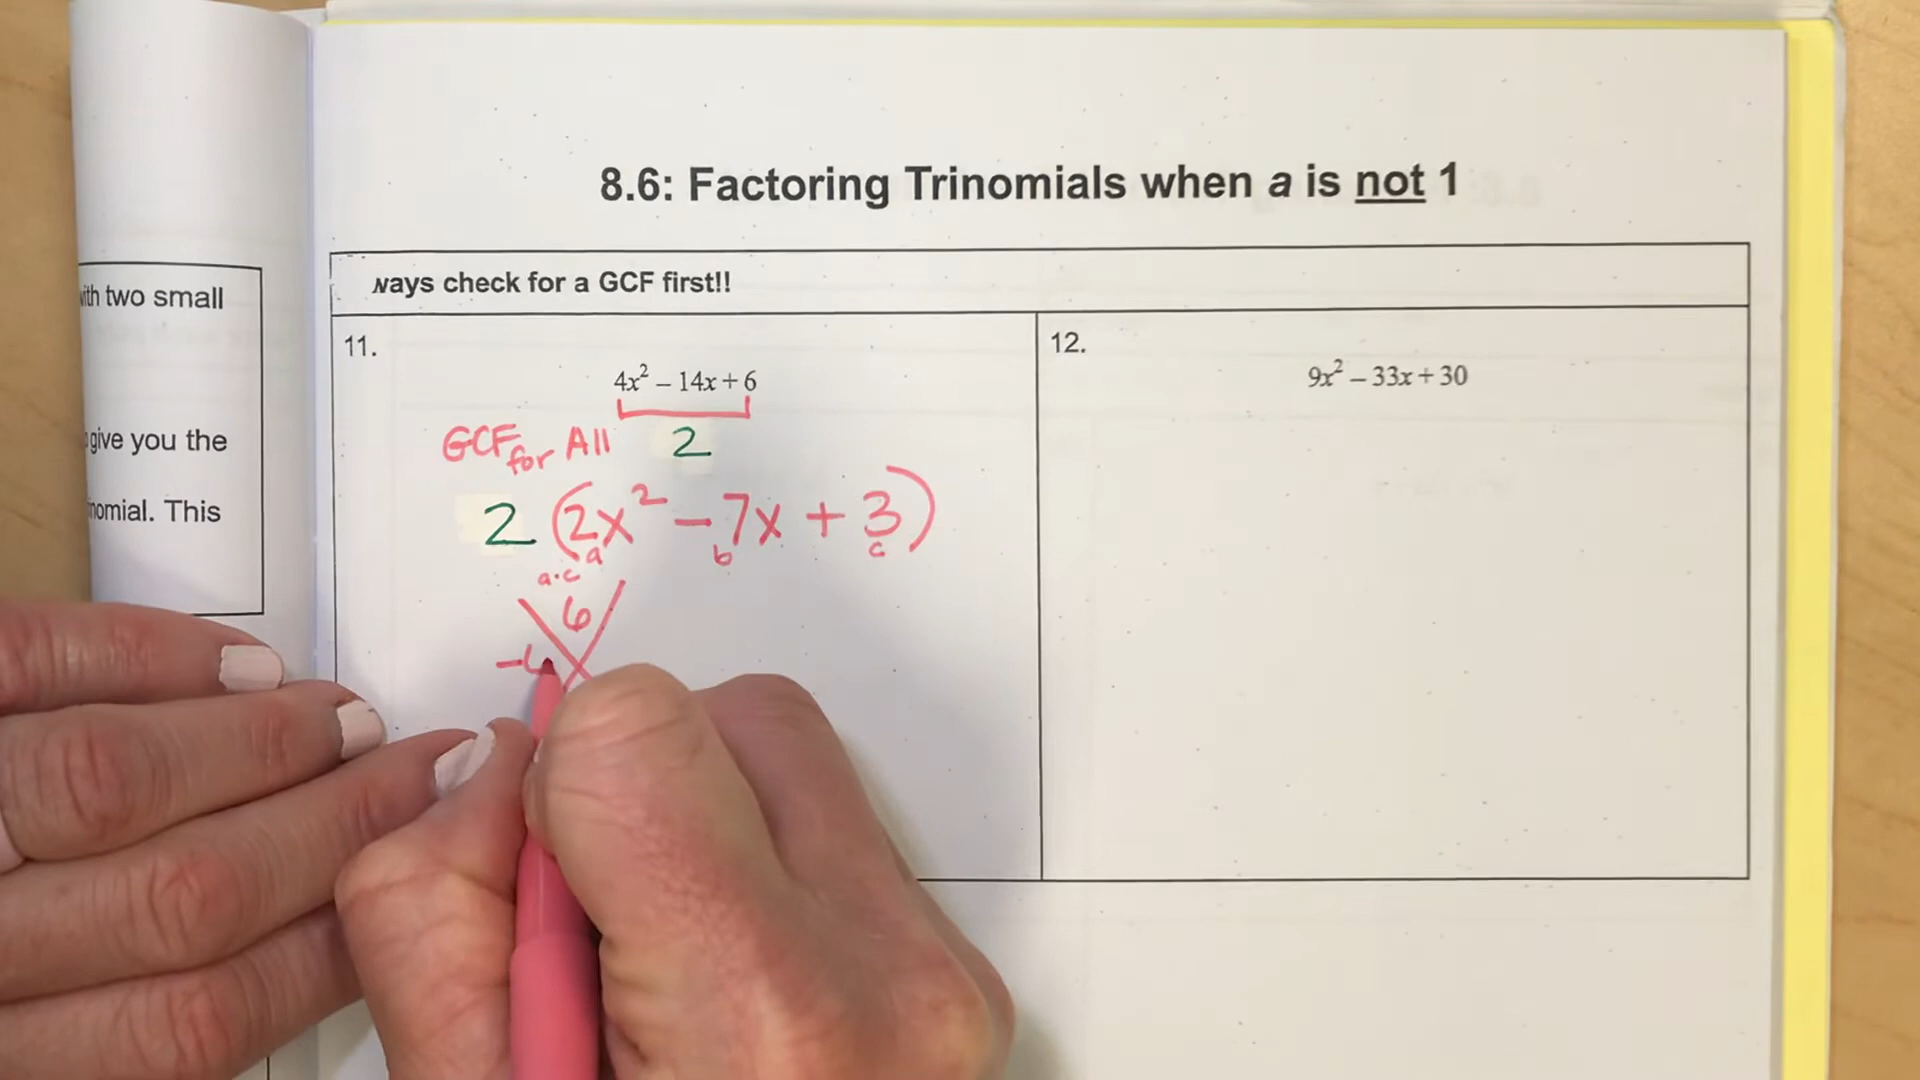 8.6: Factoring Trinomials when a is not 1
ways check for a GCF first!!
with two small
give you the
nomial. This
11.
4x² – 14x + 6
GCF for All 2
2 (2x² – 7x + 3)
a b c
a·c
6
12.
9x² – 33x + 30